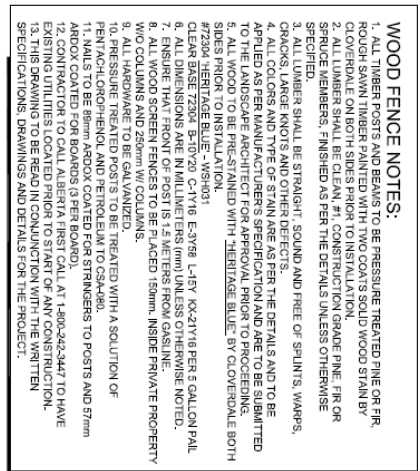 WOOD FENCE NOTES:
1. ALL TIMBER POSTS AND BEAMS TO BE PRESSURE TREATED PINE OR FIR,
ROUGH SAWN TIMBER PAINTED WITH TWO COATS SOLID WOOD STAIN BY
CLOVERDALE, BOTH SIDES PRIOR TO INSTALLATION.
2. ALL LUMBER SHALL BE CLEAN, #1, CONSTRUCTION GRADE PINE, FIR OR
SPRUCE MEMBERS, FINISHED AS PER THE DETAILS UNLESS OTHERWISE
SPECIFIED.
3. ALL LUMBER SHALL BE STRAIGHT, SOUND AND FREE OF SPLINTS, WARPS,
CRACKS, LARGE KNOTS AND OTHER DEFECTS.
4. ALL COLORS AND TYPE OF STAIN ARE AS PER THE DETAILS AND TO BE
APPLIED AS PER MANUFACTURER'S SPECIFICATION AND ARE TO BE SUBMITTED
TO THE LANDSCAPE ARCHITECT FOR APPROVAL PRIOR TO PROCEEDING.
5. ALL WOOD TO BE PRE-STAINED WITH "HERITAGE BLUE" BY CLOVERDALE BOTH
SIDES PRIOR TO INSTALLATION.
#72304 'HERITAGE BLUE' - WSH031
CLEAR BASE 72304 B-10Y20 C-1Y16 E-3Y58 L-15Y KX-21Y16 PER 5 GALLON PAIL
6. ALL DIMENSIONS ARE IN MILLIMETERS (mm) UNLESS OTHERWISE NOTED.
7. ENSURE THAT FRONT OF POST IS 1.5 METERS FROM GASLINE.
8. ALL WOOD SCREEN FENCES TO BE PLACED 150mm. INSIDE PRIVATE PROPERTY
W/O COLUMNS AND 250mm W/ COLUMNS.
9. ALL HARDWARE TO BE GALVANIZED.
10. PRESSURE TREATED POSTS TO BE TREATED WITH A SOLUTION OF
PENTACHLOROPHENOL AND PETROLEUM TO CSA-080.
11. NAILS TO BE 89mm ARDOX COATED FOR STRINGERS TO POSTS AND 57mm
ARDOX COATED FOR BOARDS (3 PER BOARD).
12. CONTRACTOR TO CALL ALBERTA FIRST CALL AT 1-800-242-3447 TO HAVE
EXISTING UTILITIES LOCATED PRIOR TO START OF ANY CONSTRUCTION.
13. THIS DRAWING TO BE READ IN CONJUNCTION WITH THE WRITTEN
SPECIFICATIONS, DRAWINGS AND DETAILS FOR THE PROJECT.